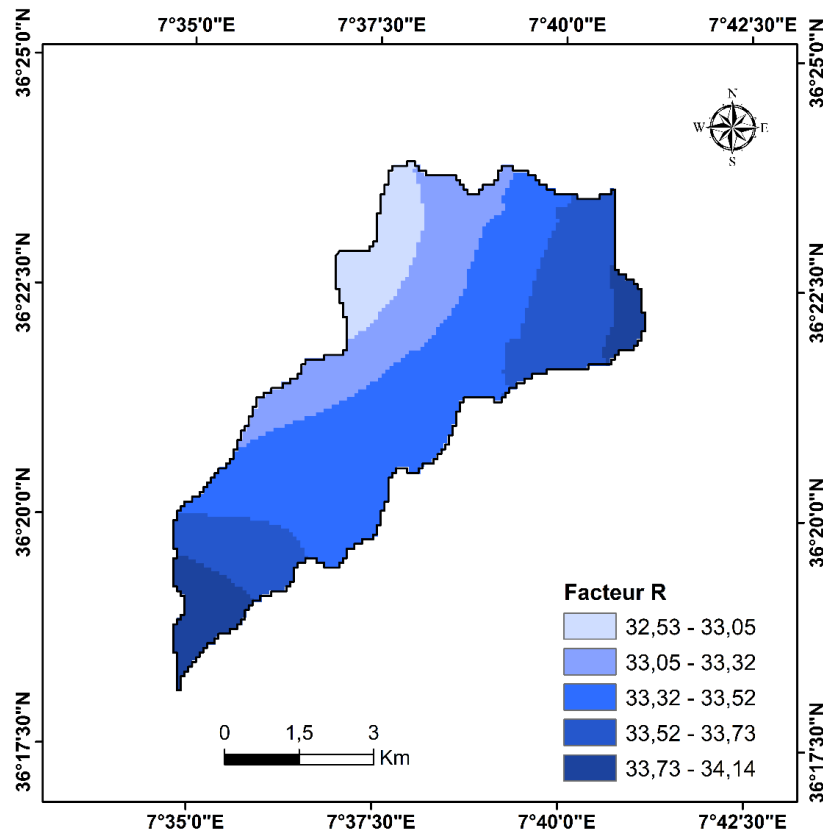 7°35'0"E 7°37'30"E 7°40'0"E 7°42'30"E
36°25'0"N 36°25'0"N
N
W E
S
36°22'30"N 36°22'30"N
36°20'0"N 36°20'0"N
Facteur R
32,53 - 33,05
33,05 - 33,32
33,32 - 33,52
33,52 - 33,73
33,73 - 34,14
0 1,5 3
Km
36°17'30"N 36°17'30"N
7°35'0"E 7°37'30"E 7°40'0"E 7°42'30"E